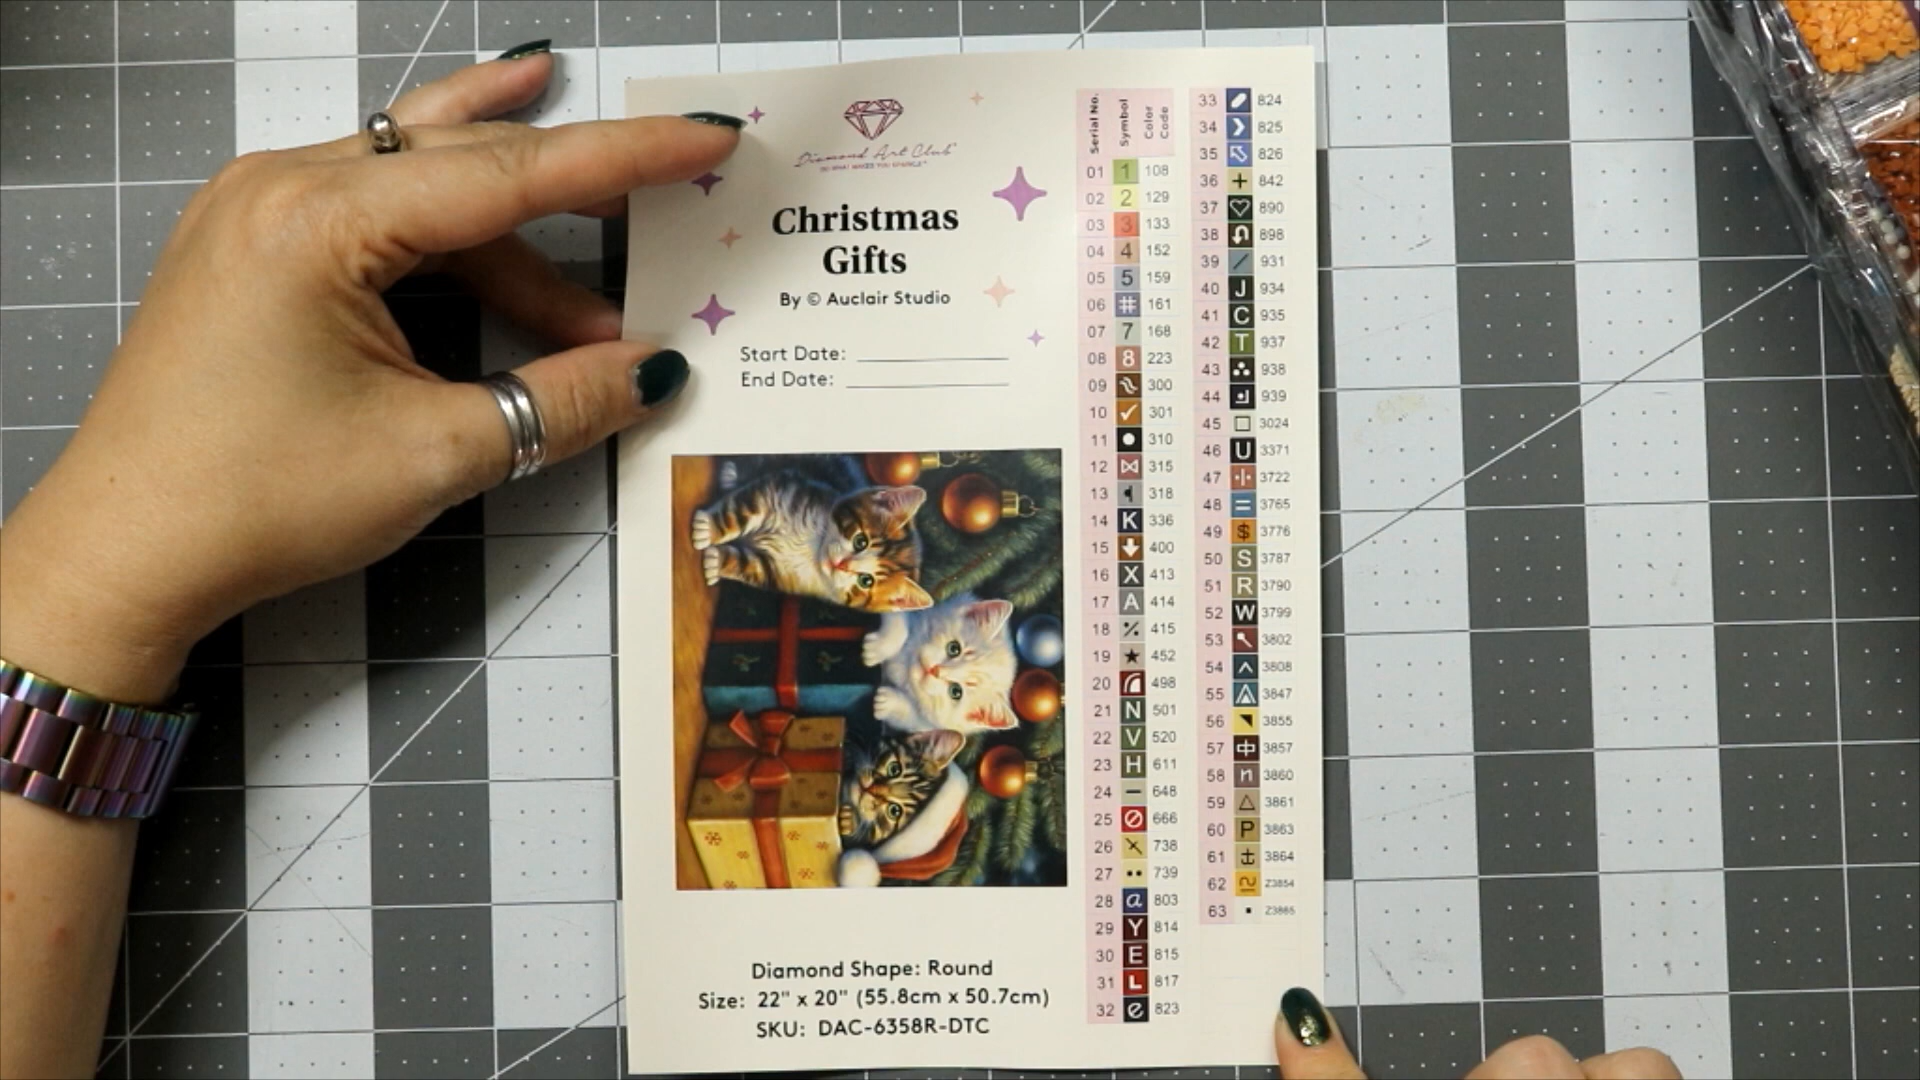 Diamond Art Club
DO WHAT MAKES YOU SPARKLE
Christmas
Gifts
By © Auclair Studio
Start Date:
End Date:
Diamond Shape: Round
Size: 22" x 20" (55.8cm x 50.7cm)
SKU: DAC-6358R-DTC
Serial No. Symbol Color Code
01 1 108
02 2 129
03 3 133
04 4 152
05 5 159
06 # 161
07 7 168
08 8 223
09 300
10 ✓ 301
11 ● 310
12 ⋈ 315
13 318
14 K 336
15 ⬇ 400
16 X 413
17 A 414
18 415
19 ★ 452
20 498
21 N 501
22 V 520
23 H 611
24 − 648
25 666
26 738
27 •• 739
28 a 803
29 Y 814
30 E 815
31 L 817
32 e 823
33 824
34 825
35 826
36 + 842
37 ♡ 890
38 898
39 / 931
40 J 934
41 C 935
42 T 937
43 938
44 939
45 □ 3024
46 U 3371
47 3722
48 = 3765
49 $ 3776
50 S 3787
51 R 3790
52 W 3799
53 3802
54 ^ 3808
55 3847
56 3855
57 中 3857
58 n 3860
59 △ 3861
60 P 3863
61 ⚓ 3864
62 Z3854
63 ▪ Z3865